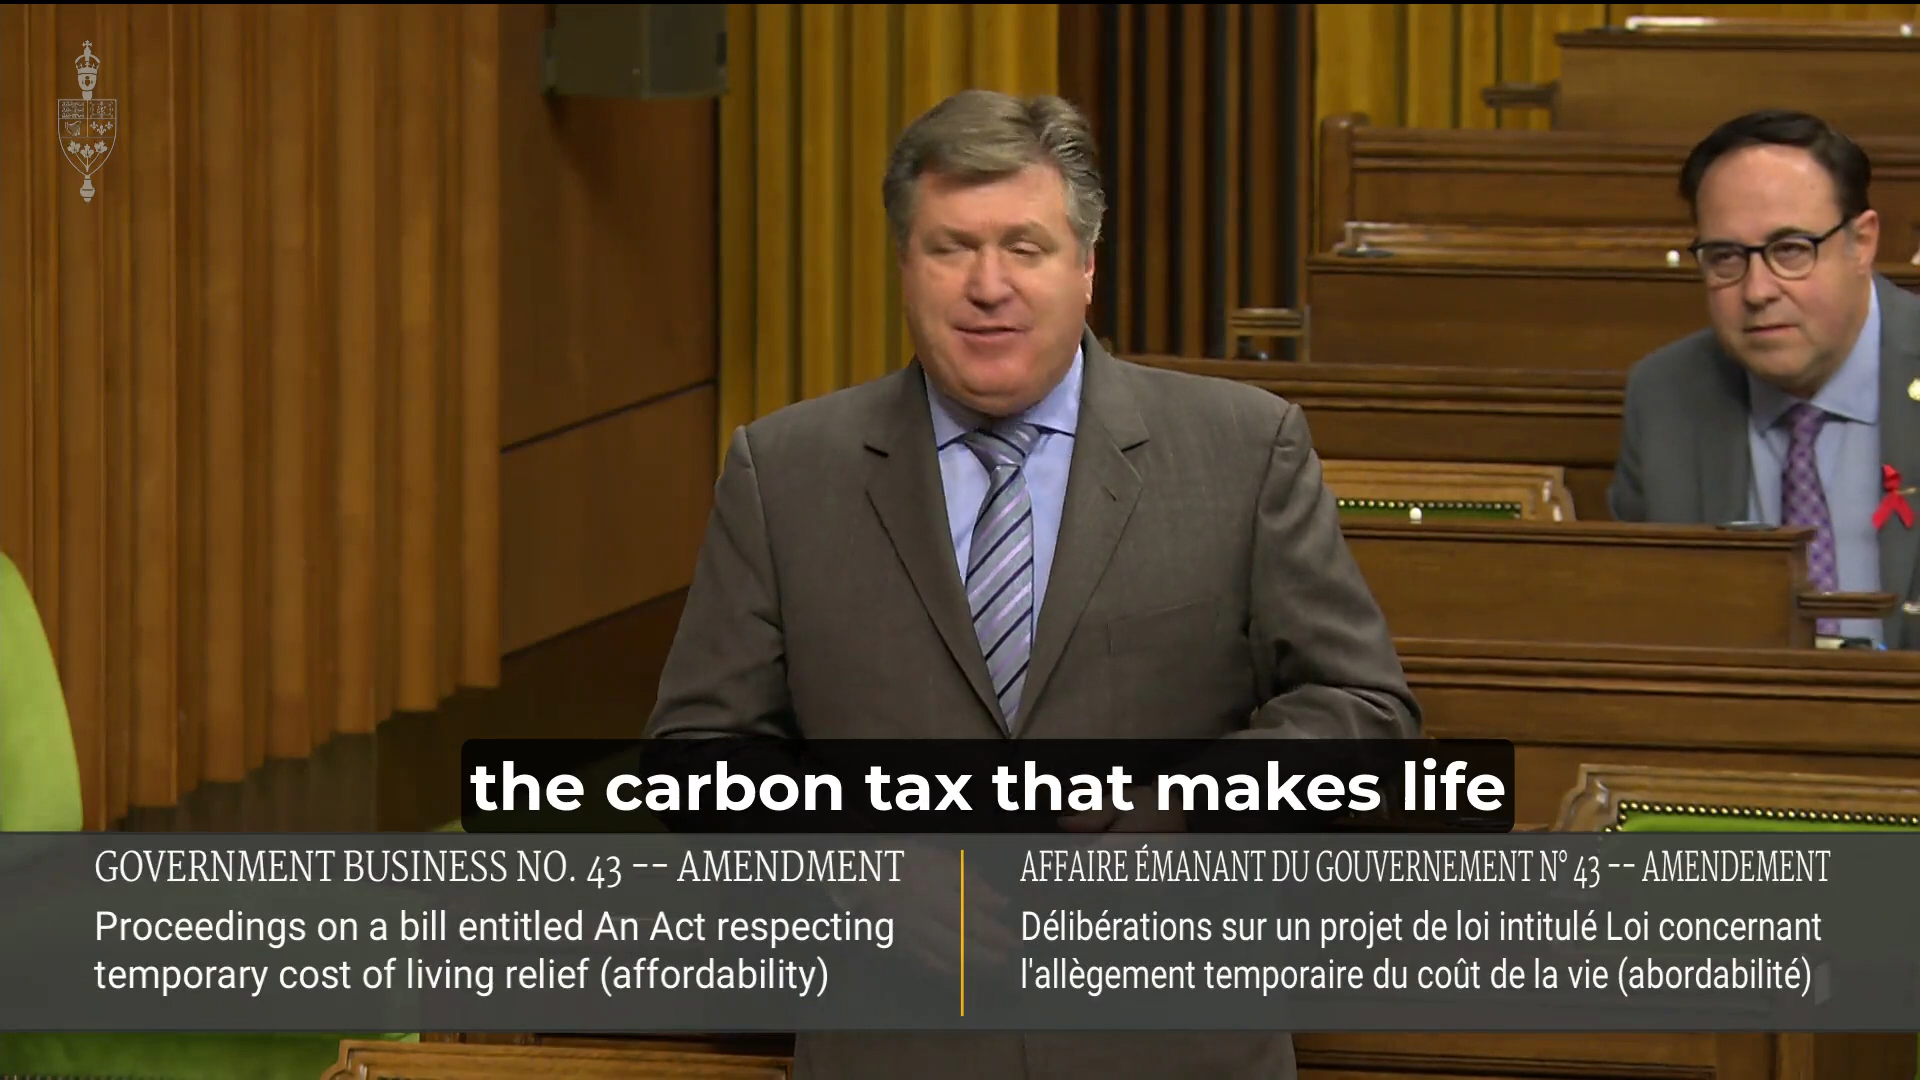 the carbon tax that makes life
GOVERNMENT BUSINESS NO. 43 -- AMENDMENT
Proceedings on a bill entitled An Act respecting
temporary cost of living relief (affordability)
AFFAIRE ÉMANANT DU GOUVERNEMENT N° 43 -- AMENDEMENT
Délibérations sur un projet de loi intitulé Loi concernant
l'allègement temporaire du coût de la vie (abordabilité)